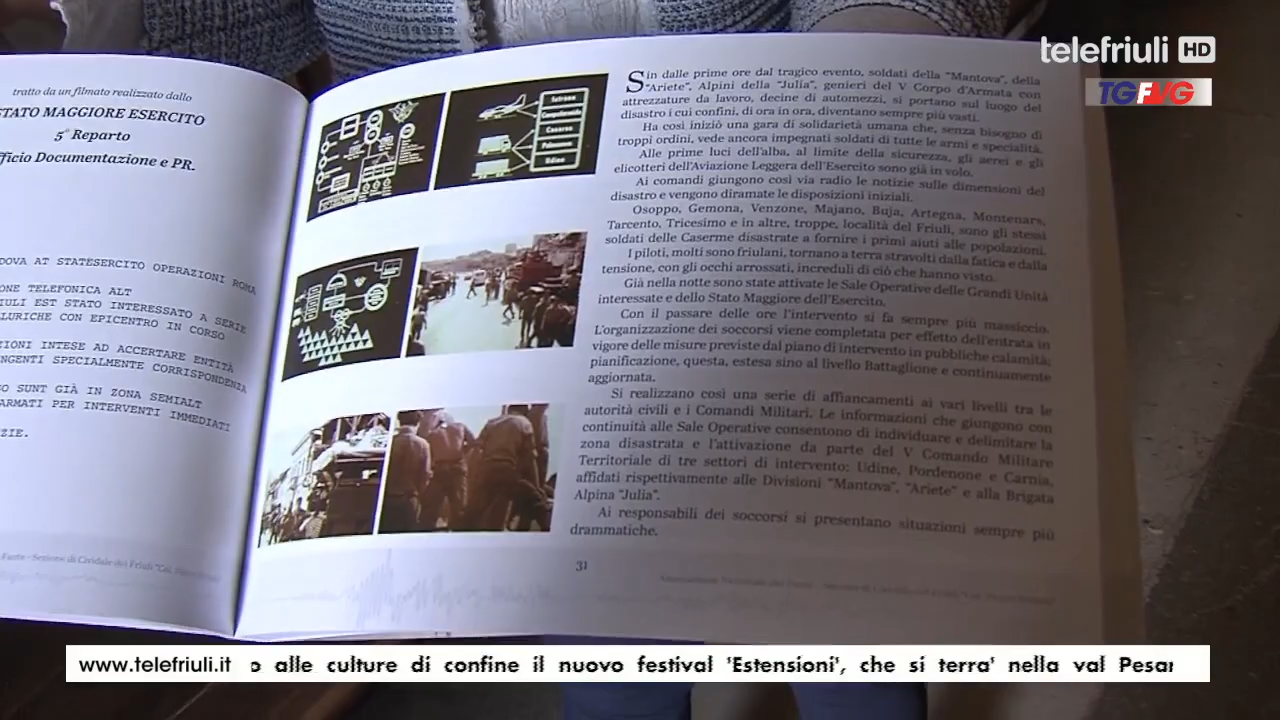 telefriuli HD
TGFVG
tratto da un filmato realizzato dallo
STATO MAGGIORE ESERCITO
5° Reparto
fficio Documentazione e PR.
DOVA AT STATESERCITO OPERAZIONI ROMA
ONE TELEFONICA ALT
IULI EST STATO INTERESSATO A SERIE
LLURICHE CON EPICENTRO IN CORSO
ZIONI INTESE AD ACCERTARE ENTITÀ
NGENTI SPECIALMENTE CORRISPONDENZA
SO SUNT GIÀ IN ZONA SEMIALT
ARMATI PER INTERVENTI IMMEDIATI
ZIE.
Fante - Sezione di Cividale del Friuli
Udine
Sin dalle prime ore dal tragico evento, soldati della "Mantova", della
"Ariete", Alpini della "Julia", genieri del V Corpo d'Armata con
attrezzature da lavoro, decine di automezzi, si portano sul luogo del
disastro i cui confini, di ora in ora, diventano sempre più vasti.
Ha così iniziò una gara di solidarietà umana che, senza bisogno di
troppi ordini, vede ancora impegnati soldati di tutte le armi e specialità.
Alle prime luci dell'alba, al limite della sicurezza, gli aerei e gli
elicotteri dell'Aviazione Leggera dell'Esercito sono già in volo.
Ai comandi giungono così via radio le notizie sulle dimensioni del
disastro e vengono diramate le disposizioni iniziali.
Osoppo, Gemona, Venzone, Majano, Buja, Artegna, Montenars,
Tarcento, Tricesimo e in altre, troppe, località del Friuli, sono gli stessi
soldati delle Caserme disastrate a fornire i primi aiuti alle popolazioni.
I piloti, molti sono friulani, tornano a terra stravolti dalla fatica e dalla
tensione, con gli occhi arrossati, increduli di ciò che hanno visto.
Già nella notte sono state attivate le Sale Operative delle Grandi Unità
interessate e dello Stato Maggiore dell'Esercito.
Con il passare delle ore l'intervento si fa sempre più massiccio.
L'organizzazione dei soccorsi viene completata per effetto dell'entrata in
vigore delle misure previste dal piano di intervento in pubbliche calamità;
pianificazione, questa, estesa sino al livello Battaglione e continuamente
aggiornata.
Si realizzano così una serie di affiancamenti ai vari livelli tra le
autorità civili e i Comandi Militari. Le informazioni che giungono con
continuità alle Sale Operative consentono di individuare e delimitare la
zona disastrata e l'attivazione da parte del V Comando Militare
Territoriale di tre settori di intervento: Udine, Pordenone e Carnia,
affidati rispettivamente alle Divisioni "Mantova", "Ariete" e alla Brigata
Alpina "Julia".
Ai responsabili dei soccorsi si presentano situazioni sempre più
drammatiche.
31
www.telefriuli.it o alle culture di confine il nuovo festival 'Estensioni', che si terra' nella val Pesar